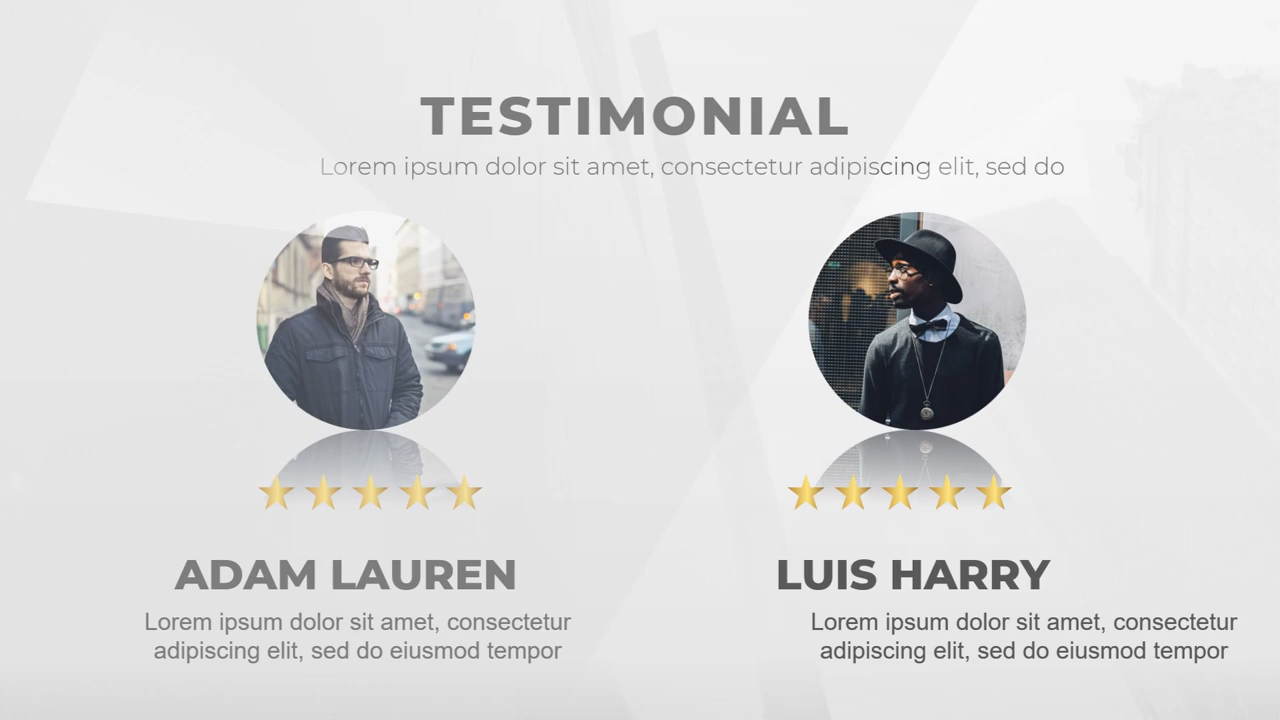 TESTIMONIAL
Lorem ipsum dolor sit amet, consectetur adipiscing elit, sed do
ADAM LAUREN
Lorem ipsum dolor sit amet, consectetur
adipiscing elit, sed do eiusmod tempor
LUIS HARRY
Lorem ipsum dolor sit amet, consectetur
adipiscing elit, sed do eiusmod tempor